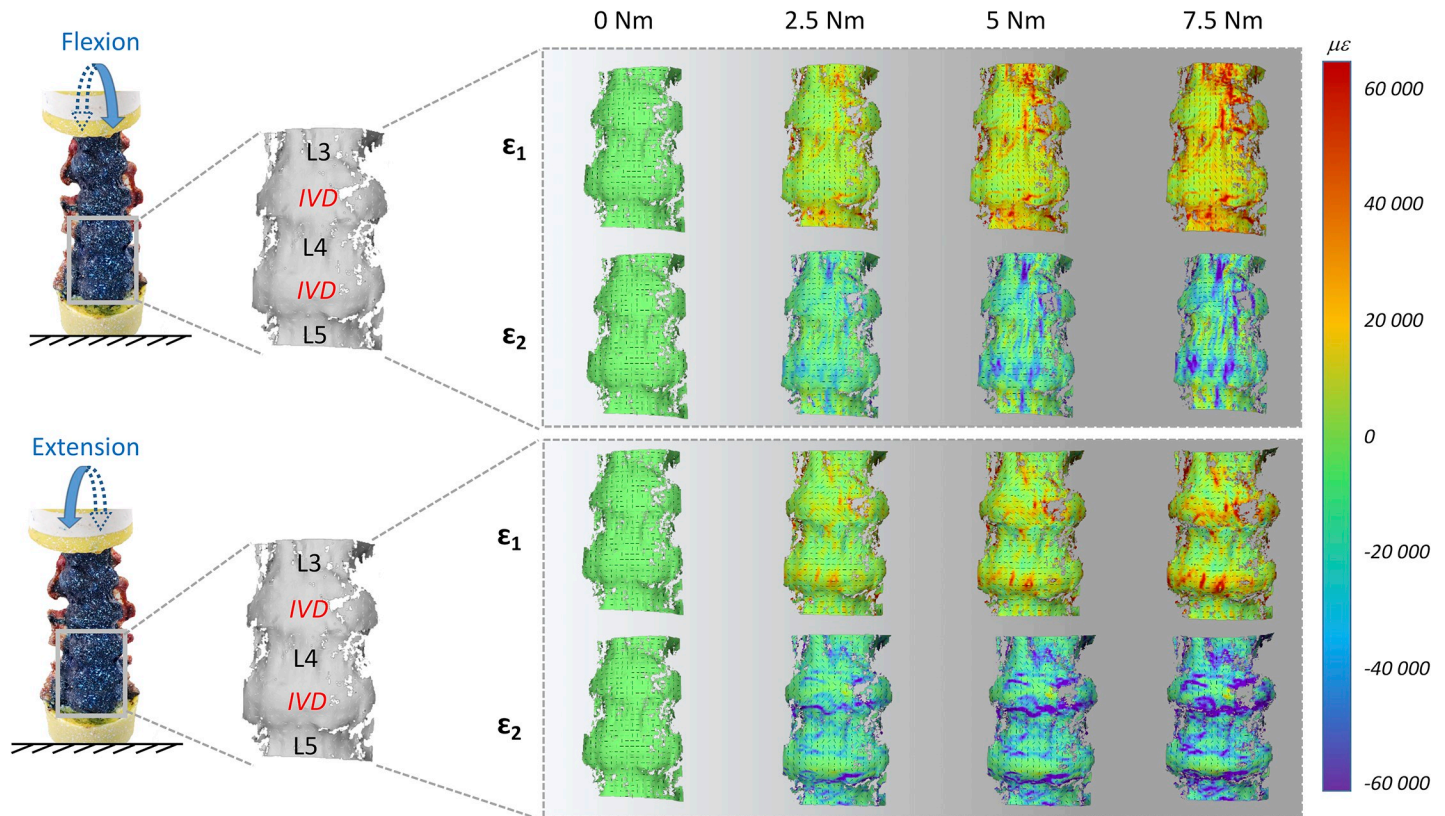 0 Nm 2.5 Nm 5 Nm 7.5 Nm
με
Flexion
L3
IVD
L4
IVD
L5
ε1
ε2
60 000
40 000
20 000
0
-20 000
-40 000
-60 000
Extension
L3
IVD
L4
IVD
L5
ε1
ε2